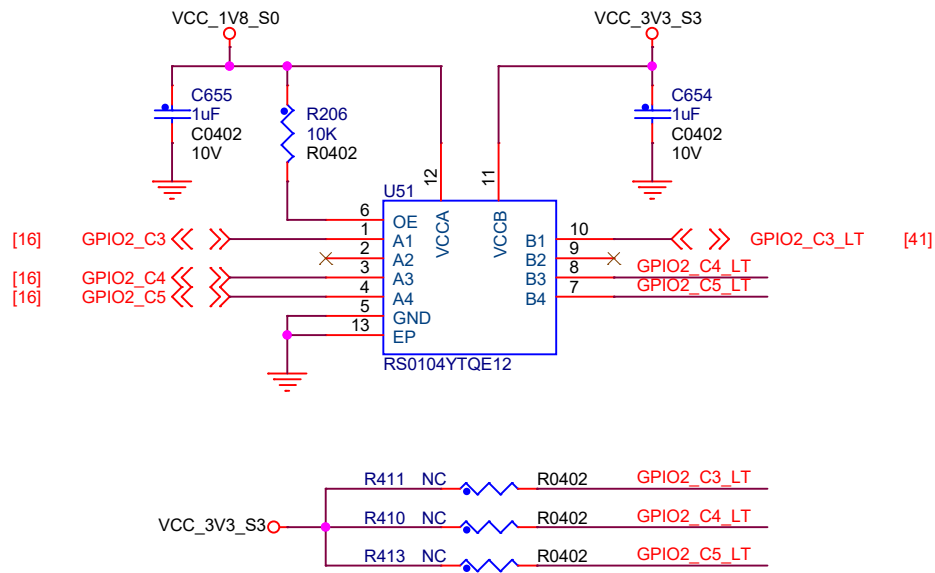 VCC_1V8_S0
VCC_3V3_S3
C655
1uF
C0402
10V
R206
10K
R0402
C654
1uF
C0402
10V
12
11
U51
VCCA
VCCB
6 OE
[16] GPIO2_C3 1 A1 B1 10 GPIO2_C3_LT [41]
2 A2 B2 9
[16] GPIO2_C4 3 A3 B3 8 GPIO2_C4_LT
[16] GPIO2_C5 4 A4 B4 7 GPIO2_C5_LT
5 GND
13 EP
RS0104YTQE12
R411 NC R0402 GPIO2_C3_LT
VCC_3V3_S3 R410 NC R0402 GPIO2_C4_LT
R413 NC R0402 GPIO2_C5_LT